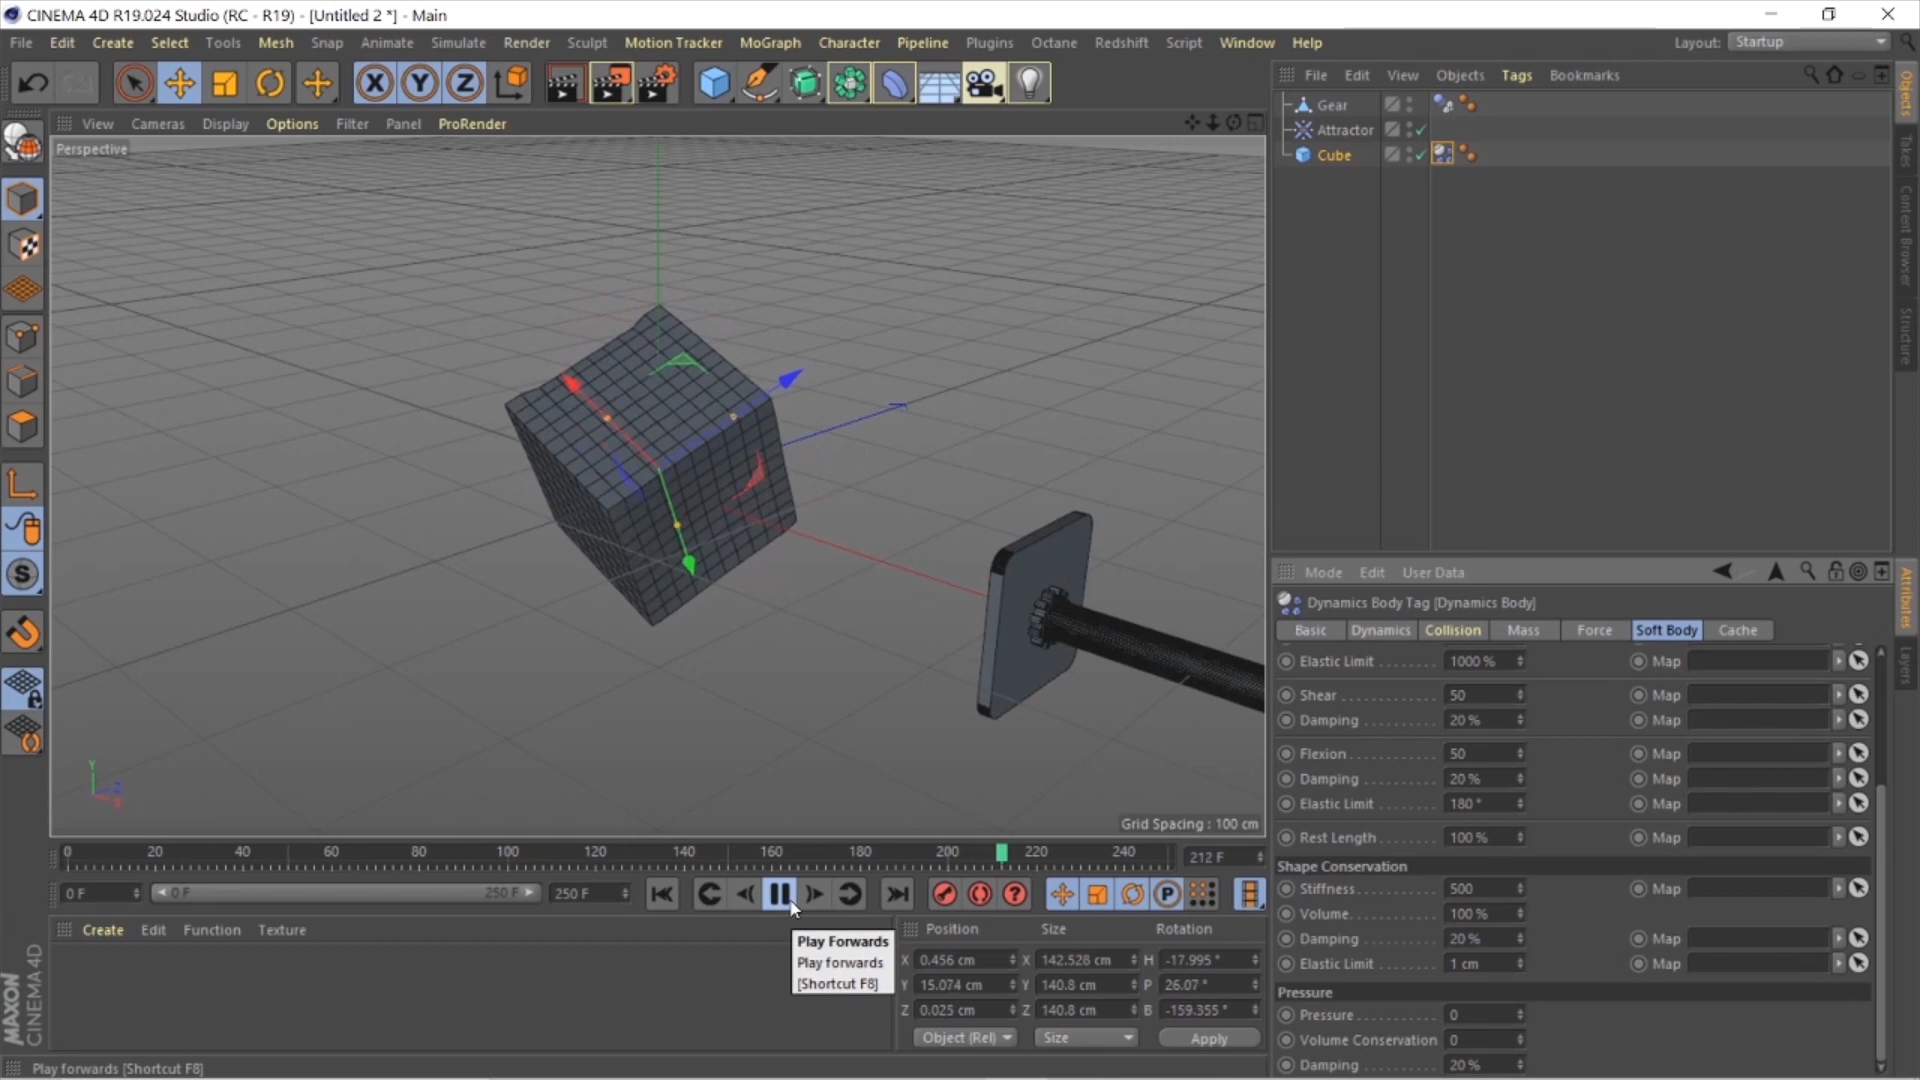 CINEMA 4D R19.024 Studio (RC - R19) - [Untitled 2 *] - Main
File Edit Create Select Tools Mesh Snap Animate Simulate Render Sculpt Motion Tracker MoGraph Character Pipeline Plugins Octane Redshift Script Window Help Layout: Startup
X Y Z
File Edit View Objects Tags Bookmarks
View Cameras Display Options Filter Panel ProRender
Perspective
Gear
Attractor
Cube
Objects
Takes
Content Browser
Structure
Mode Edit User Data
Dynamics Body Tag [Dynamics Body]
Basic Dynamics Collision Mass Force Soft Body Cache
Elastic Limit 1000 % Map
Shear 50 Map
Damping 20 % Map
Flexion 50 Map
Damping 20 % Map
Elastic Limit 180 ° Map
Rest Length 100 % Map
Shape Conservation
Stiffness 500 Map
Volume 100 %
Damping 20 % Map
Elastic Limit 1 cm Map
Pressure
Pressure 0
Volume Conservation 0
Damping 20 %
Attributes
Layers
Y
Z
X
Grid Spacing : 100 cm
0 20 40 60 80 100 120 140 160 180 200 220 240 212 F
0 F 0 F 250 F 250 F
Create Edit Function Texture
Play Forwards
Play forwards
[Shortcut F8]
Position Size Rotation
X 0.456 cm X 142.528 cm H -17.995 °
Y 15.074 cm Y 140.8 cm P 26.07 °
Z 0.025 cm Z 140.8 cm B -159.355 °
Object (Rel) Size Apply
MAXON
CINEMA 4D
Play forwards [Shortcut F8]